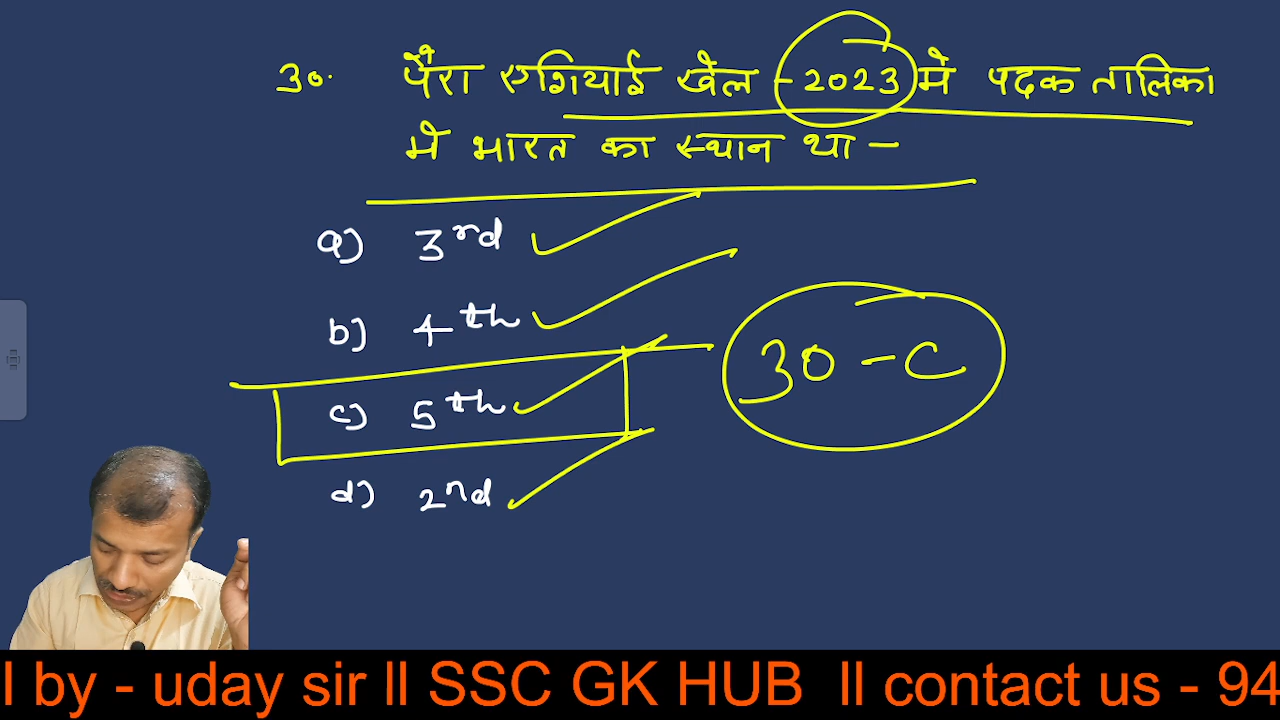 30. पैरा एशियाई खेल -2023 में पदक तालिका
में भारत का स्थान था -
a) 3rd
b) 4th
c) 5th
d) 2nd
30 - C
l by - uday sir ll SSC GK HUB ll contact us - 94